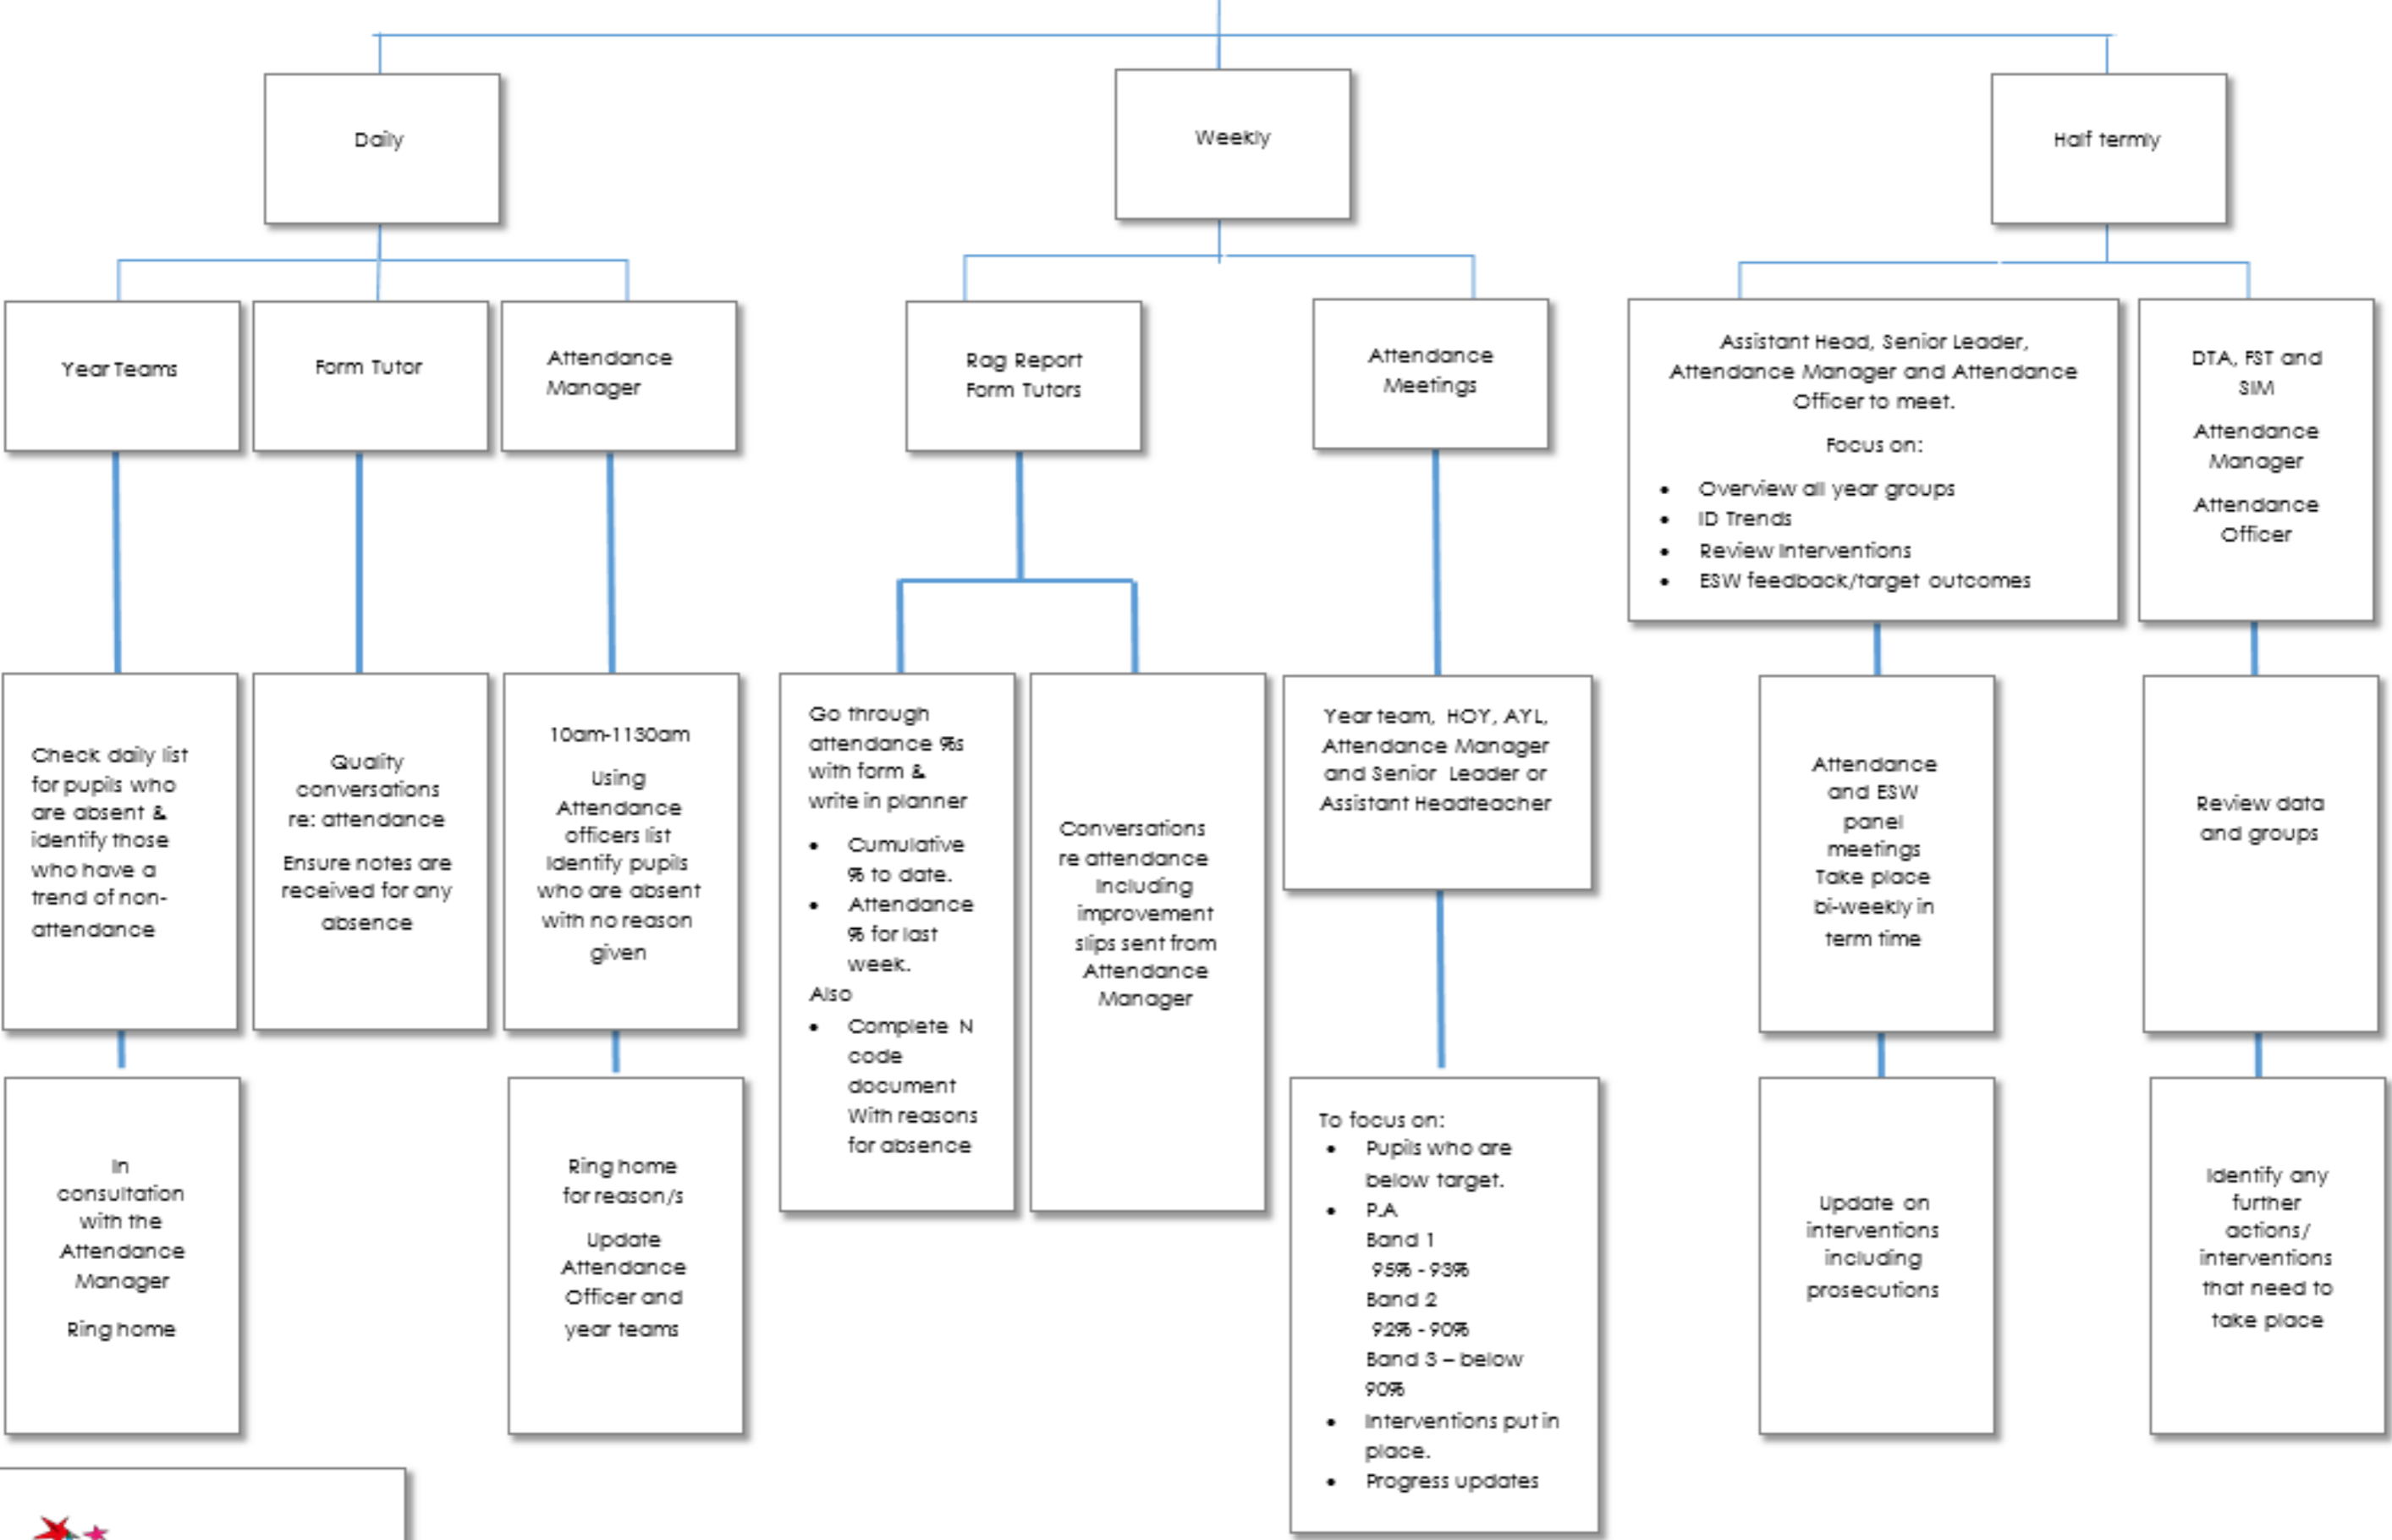 Daily
Weekly
Half termly
Year Teams
Form Tutor
Attendance
Manager
Rag Report
Form Tutors
Attendance
Meetings
Assistant Head, Senior Leader,
Attendance Manager and Attendance
Officer to meet.
Focus on:
• Overview all year groups
• ID Trends
• Review Interventions
• ESW feedback/target outcomes
DTA, FST and
SIM
Attendance
Manager
Attendance
Officer
Check daily list
for pupils who
are absent &
identify those
who have a
trend of non-
attendance
Quality
conversations
re: attendance
Ensure notes are
received for any
absence
10am-1130am
Using
Attendance
officers list
Identify pupils
who are absent
with no reason
given
Go through
attendance %s
with form &
write in planner
• Cumulative
% to date.
• Attendance
% for last
week.
Also
• Complete N
code
document
With reasons
for absence
Conversations
re attendance
Including
improvement
slips sent from
Attendance
Manager
Year team, HOY, AYL,
Attendance Manager
and Senior Leader or
Assistant Headteacher
Attendance
and ESW
panel
meetings
Take place
bi-weekly in
term time
Review data
and groups
In
consultation
with the
Attendance
Manager
Ring home
Ring home
for reason/s
Update
Attendance
Officer and
year teams
To focus on:
• Pupils who are
below target.
• P.A
Band 1
95% - 93%
Band 2
92% - 90%
Band 3 – below
90%
• Interventions put in
place.
• Progress updates
Update on
interventions
including
prosecutions
Identify any
further
actions/
interventions
that need to
take place